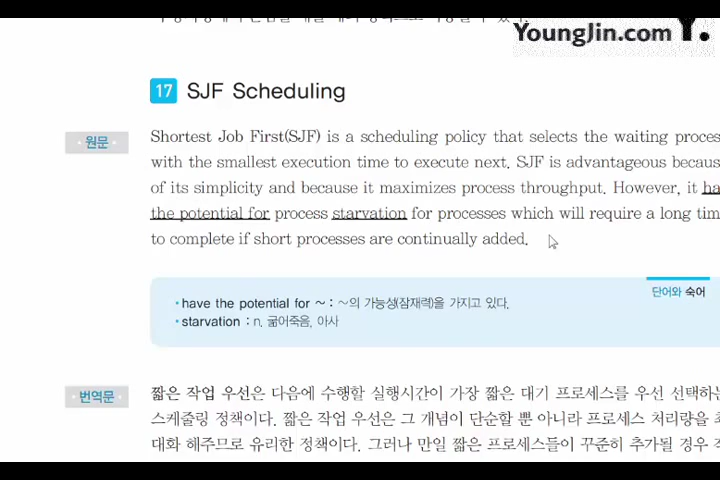 YoungJin.com Y.
17 SJF Scheduling
원문
Shortest Job First(SJF) is a scheduling policy that selects the waiting
with the smallest execution time to execute next. SJF is advantageous
of its simplicity and because it maximizes process throughput. However, it
the potential for process starvation for processes which will require a long
to complete if short processes are continually added.
단어와 숙어
• have the potential for ~ : ~의 가능성(잠재력)을 가지고 있다.
• starvation : n. 굶어죽음, 아사
번역문
짧은 작업 우선은 다음에 수행할 실행시간이 가장 짧은 대기 프로세스를 우선
스케줄링 정책이다. 짧은 작업 우선은 그 개념이 단순할 뿐 아니라 프로세스 처리량을
대화 해주므로 유리한 정책이다. 그러나 만일 짧은 프로세스들이 꾸준히 추가될 경우